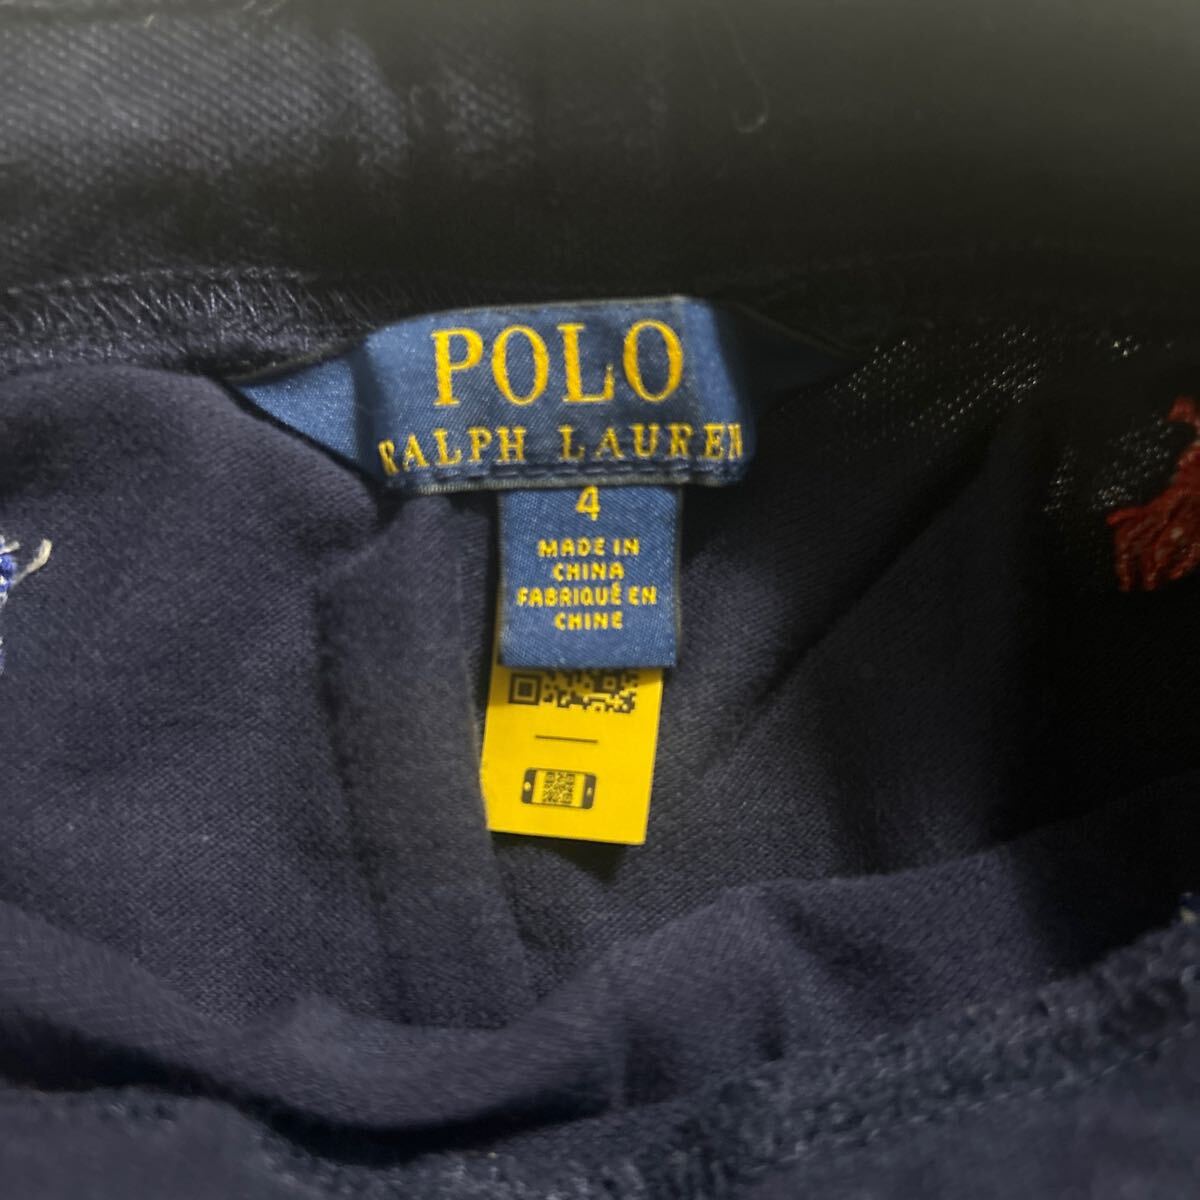 POLO
RALPH LAUREN
4
MADE IN
CHINA
FABRIQUÉ EN
CHINE